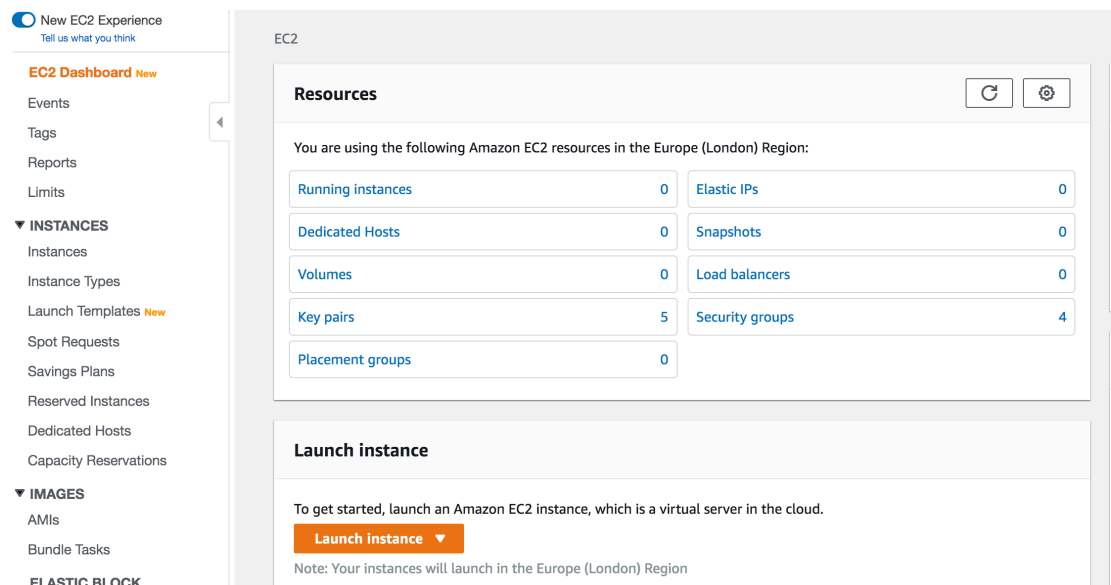 New EC2 Experience
Tell us what you think
EC2 Dashboard New
Events
Tags
Reports
Limits
INSTANCES
Instances
Instance Types
Launch Templates New
Spot Requests
Savings Plans
Reserved Instances
Dedicated Hosts
Capacity Reservations
IMAGES
AMIs
Bundle Tasks
ELASTIC BLOCK
EC2
Resources
You are using the following Amazon EC2 resources in the Europe (London) Region:
Running instances 0
Elastic IPs 0
Dedicated Hosts 0
Snapshots 0
Volumes 0
Load balancers 0
Key pairs 5
Security groups 4
Placement groups 0
Launch instance
To get started, launch an Amazon EC2 instance, which is a virtual server in the cloud.
Launch instance
Note: Your instances will launch in the Europe (London) Region